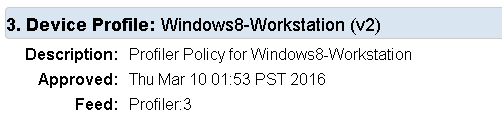 3. Device Profile: Windows8-Workstation (v2)
Description: Profiler Policy for Windows8-Workstation
Approved: Thu Mar 10 01:53 PST 2016
Feed: Profiler:3